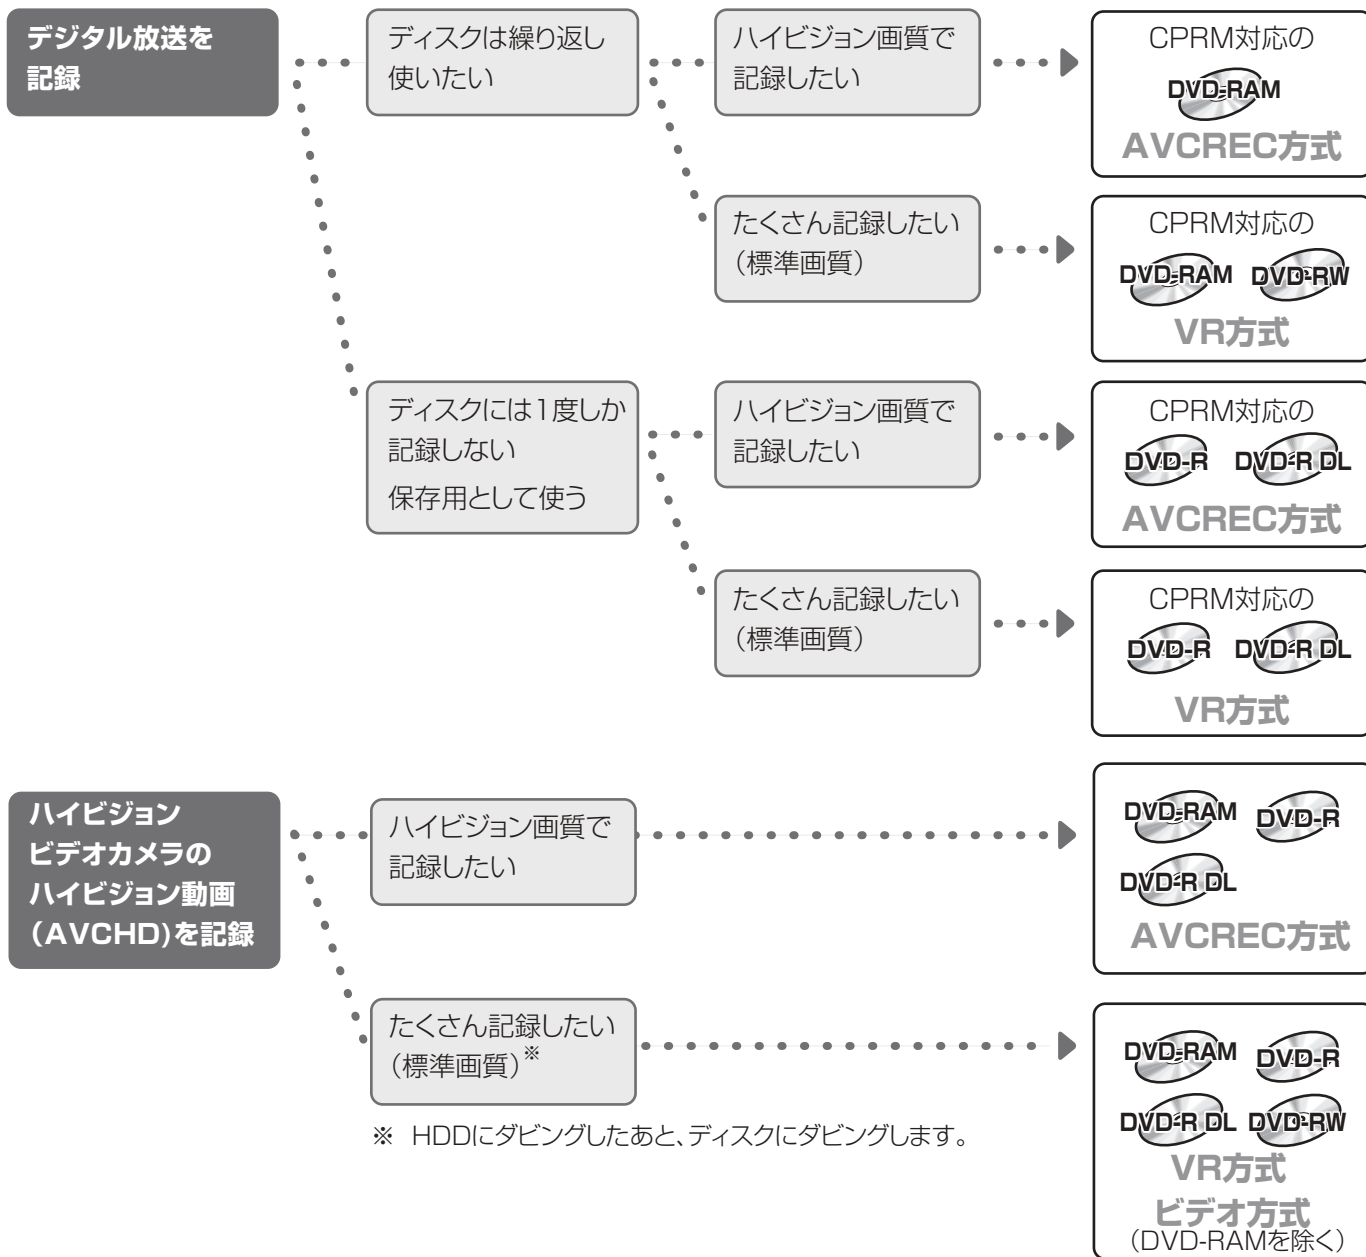 デジタル放送を
記録
ディスクは繰り返し
使いたい
ハイビジョン画質で
記録したい
CPRM対応の
DVD-RAM
AVCREC方式
たくさん記録したい
（標準画質）
CPRM対応の
DVD-RAM DVD-RW
VR方式
ディスクには1度しか
記録しない
保存用として使う
ハイビジョン画質で
記録したい
CPRM対応の
DVD-R DVD-R DL
AVCREC方式
たくさん記録したい
（標準画質）
CPRM対応の
DVD-R DVD-R DL
VR方式
ハイビジョン
ビデオカメラの
ハイビジョン動画
（AVCHD)を記録
ハイビジョン画質で
記録したい
DVD-RAM DVD-R
DVD-R DL
AVCREC方式
たくさん記録したい
（標準画質）※
※ HDDにダビングしたあと、ディスクにダビングします。
DVD-RAM DVD-R
DVD-R DL DVD-RW
VR方式
ビデオ方式
（DVD-RAMを除く）